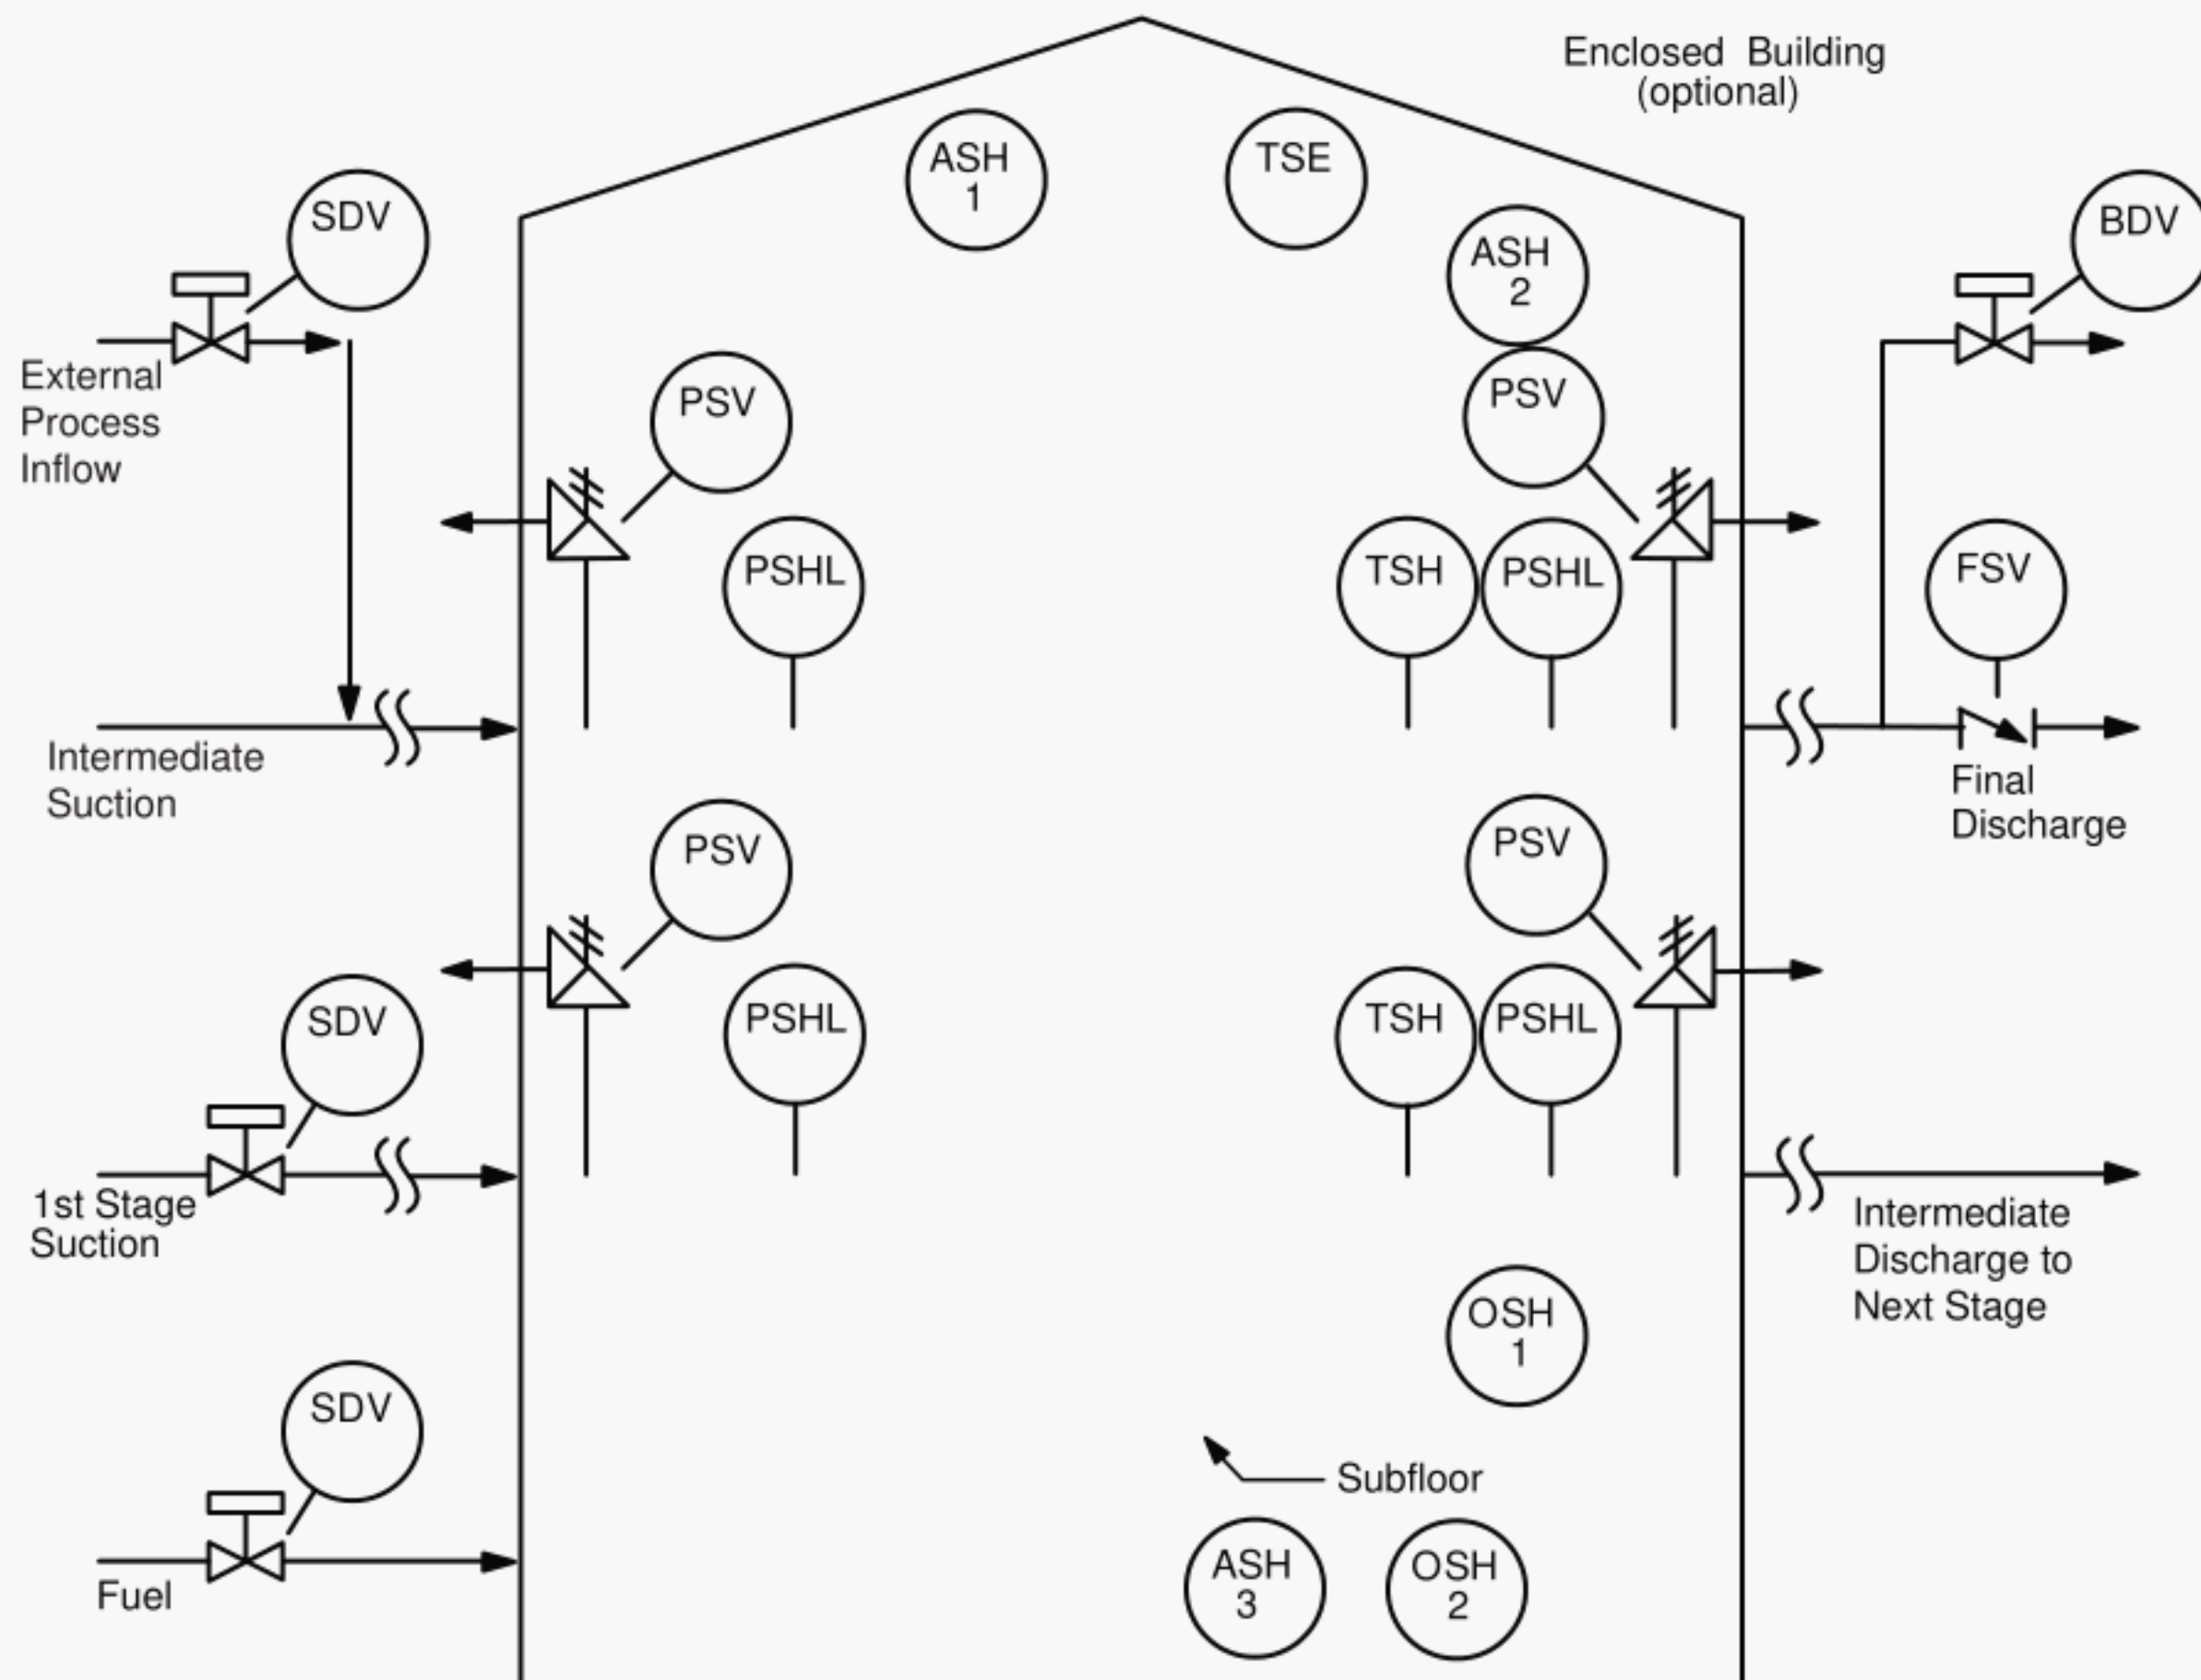 Enclosed Building
(optional)
ASH
1
TSE
SDV
BDV
ASH
2
External
Process
Inflow
PSV
PSV
PSHL
TSH
PSHL
FSV
Intermediate
Suction
Final
Discharge
PSV
PSV
SDV
PSHL
TSH
PSHL
1st Stage
Suction
Intermediate
Discharge to
Next Stage
OSH
1
SDV
Subfloor
Fuel
ASH
3
OSH
2